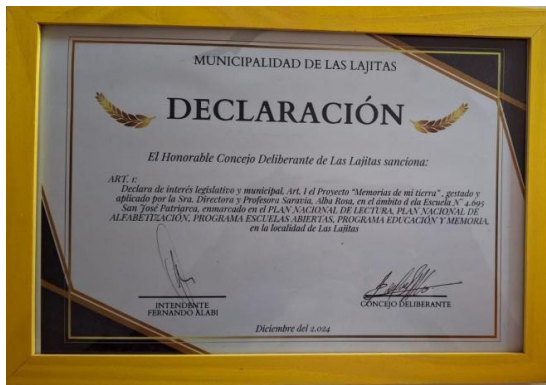 MUNICIPALIDAD DE LAS LAJITAS
DECLARACIÓN
El Honorable Concejo Deliberante de Las Lajitas sanciona:
ART. 1:
Declara de interés legislativo y municipal, Art. 1 el Proyecto "Memorias de mi tierra" , gestado y
aplicado por la Sra. Directora y Profesora Saravia, Alba Rosa, en el ámbito d ela Escuela N° 4.695
San José Patriarca, enmarcado en el PLAN NACIONAL DE LECTURA, PLAN NACIONAL DE
ALFABETIZACIÓN, PROGRAMA ESCUELAS ABIERTAS, PROGRAMA EDUCACIÓN Y MEMORIA,
en la localidad de Las Lajitas
INTENDENTE
FERNANDO ALABI
CONCEJO DELIBERANTE
Diciembre del 2.024